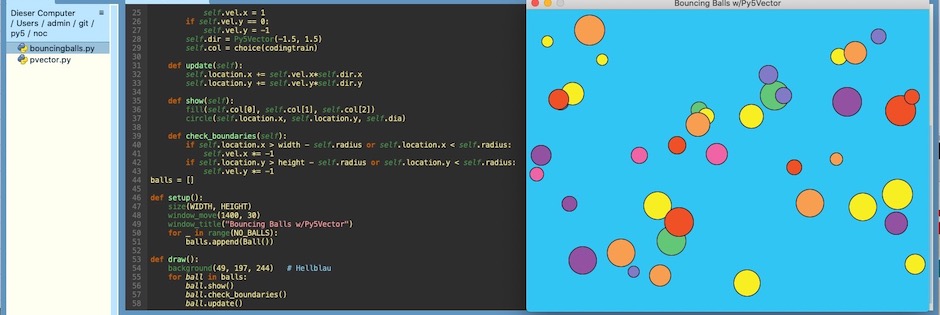 Dieser Computer
/ Users / admin / git /
py5 / noc
bouncingballs.py
pvector.py
25 self.vel.x = 1
26 if self.vel.y == 0:
27 self.vel.y = -1
28 self.dir = Py5Vector(-1.5, 1.5)
29 self.col = choice(codingtrain)
30
31 def update(self):
32 self.location.x += self.vel.x*self.dir.x
33 self.location.y += self.vel.y*self.dir.y
34
35 def show(self):
36 fill(self.col[0], self.col[1], self.col[2])
37 circle(self.location.x, self.location.y, self.dia)
38
39 def check_boundaries(self):
40 if self.location.x > width - self.radius or self.location.x < self.radius:
41 self.vel.x *= -1
42 if self.location.y > height - self.radius or self.location.y < self.radius:
43 self.vel.y *= -1
44 balls = []
45
46 def setup():
47 size(WIDTH, HEIGHT)
48 window_move(1400, 30)
49 window_title("Bouncing Balls w/Py5Vector")
50 for _ in range(NO_BALLS):
51 balls.append(Ball())
52
53 def draw():
54 background(49, 197, 244) # Hellblau
55 for ball in balls:
56 ball.show()
57 ball.check_boundaries()
58 ball.update()
Bouncing Balls w/Py5Vector